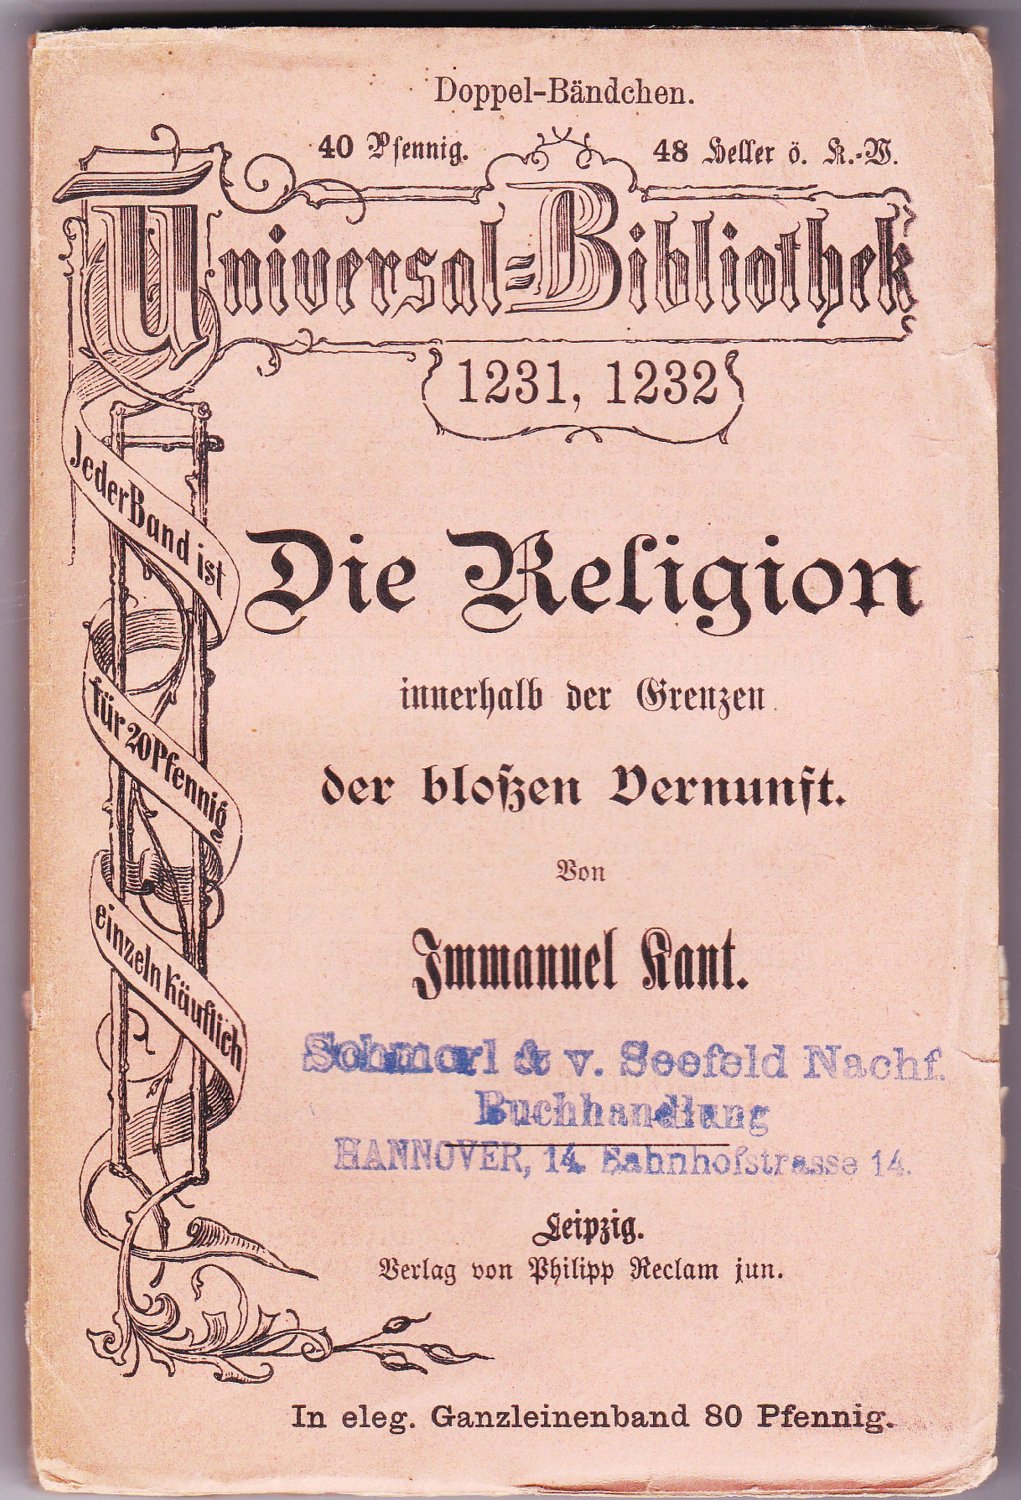 Doppel-Bändchen.
40 Pfennig.
48 Heller ö. K.-W.
Universal-Bibliothek
1231, 1232
Jeder Band ist
für 20 Pfennig
einzeln käuflich
Die Religion
innerhalb der Grenzen
der bloßen Vernunft.
Von
Immanuel Kant.
Schmorl & v. Seefeld Nachf.
Buchhandlung
HANNOVER, 14. Bahnhofstrasse 14.
Leipzig.
Verlag von Philipp Reclam jun.
In eleg. Ganzleinenband 80 Pfennig.